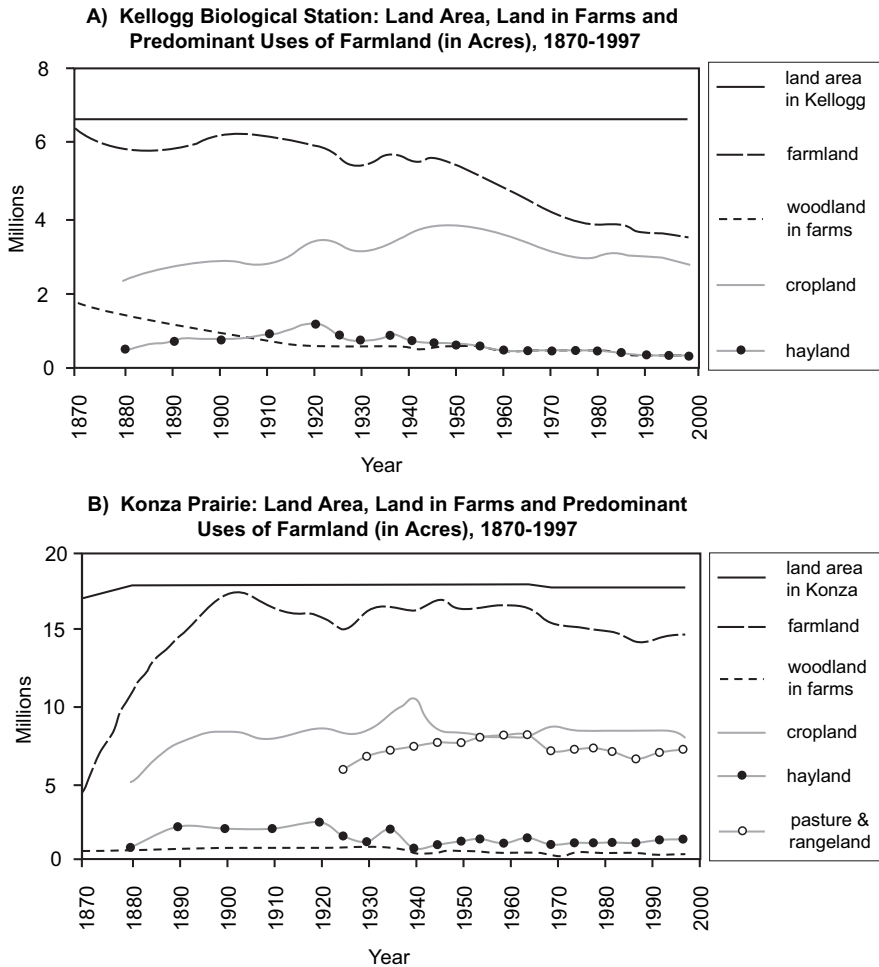 A) Kellogg Biological Station: Land Area, Land in Farms and
Predominant Uses of Farmland (in Acres), 1870-1997
8
6
4
2
0
Millions
1870
1880
1890
1900
1910
1920
1930
1940
1950
1960
1970
1980
1990
2000
Year
land area
in Kellogg
farmland
woodland
in farms
cropland
hayland
B) Konza Prairie: Land Area, Land in Farms and Predominant
Uses of Farmland (in Acres), 1870-1997
20
15
10
5
0
Millions
1870
1880
1890
1900
1910
1920
1930
1940
1950
1960
1970
1980
1990
2000
Year
land area
in Konza
farmland
woodland
in farms
cropland
hayland
pasture &
rangeland